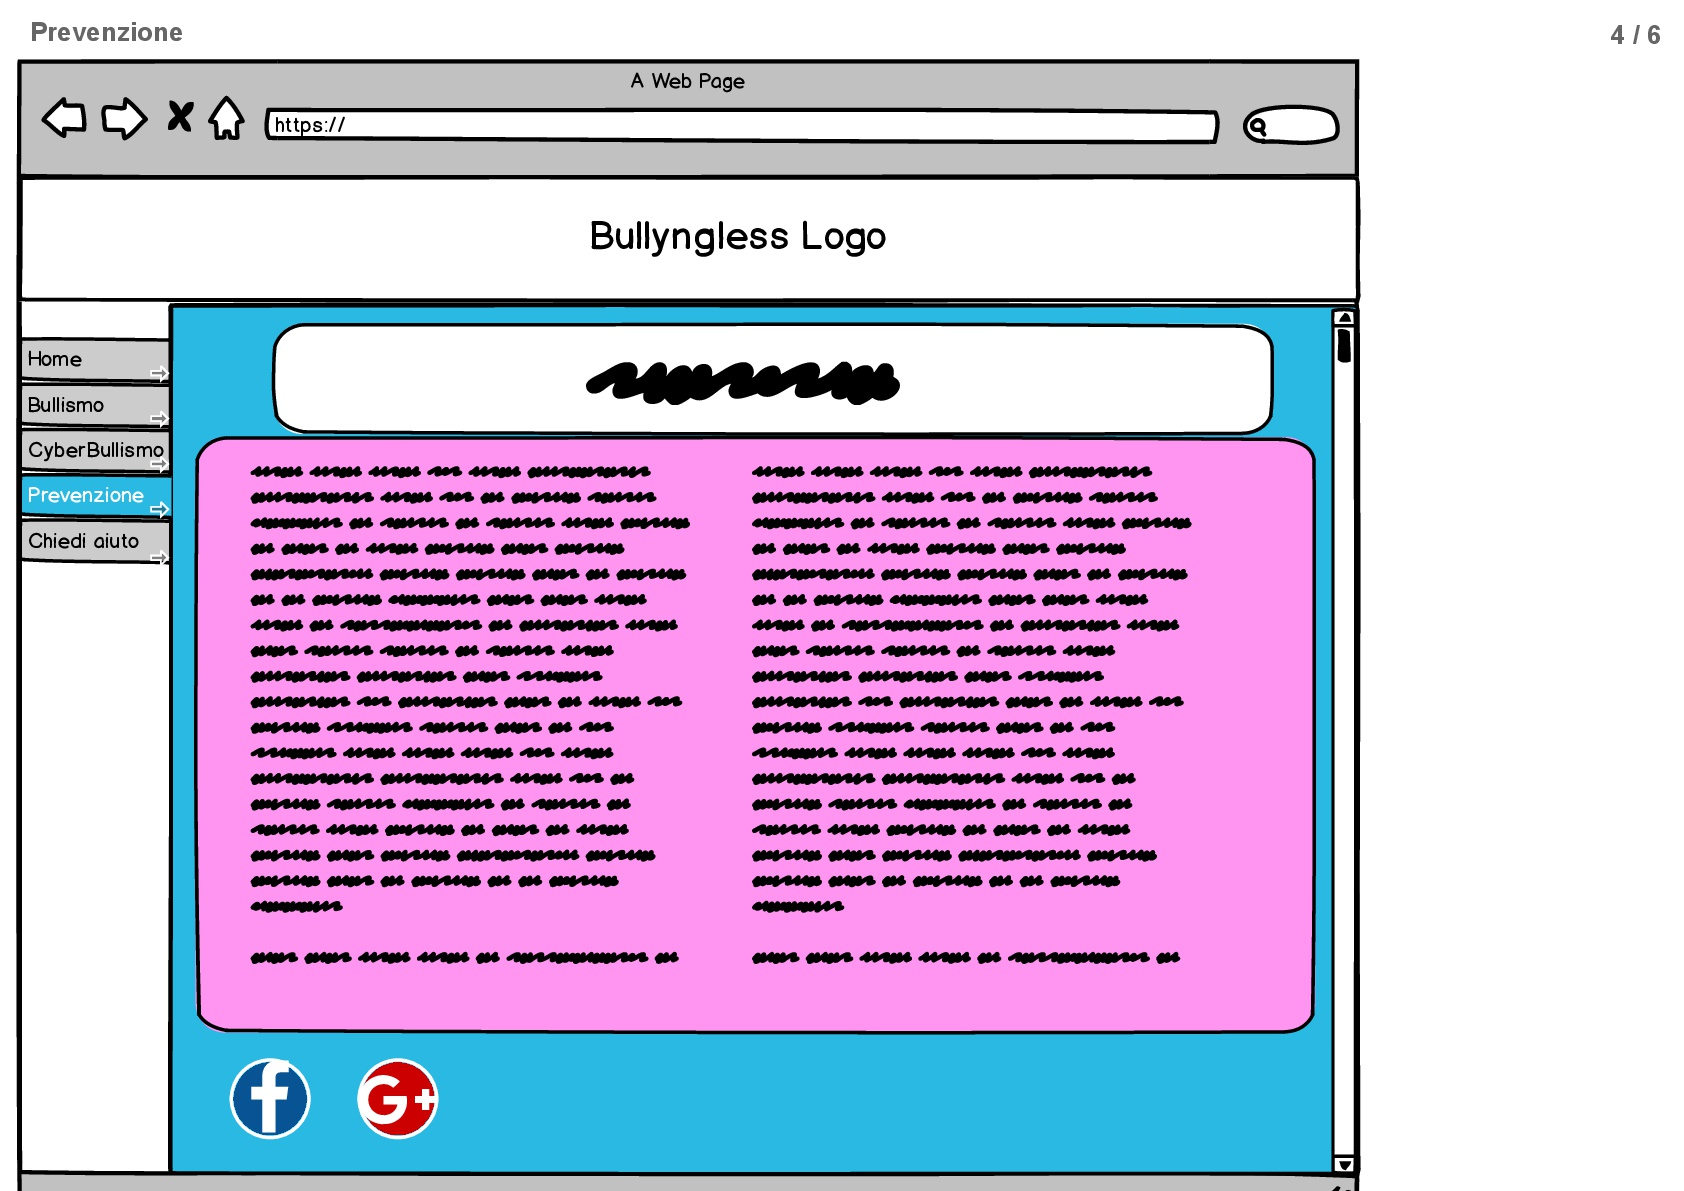 Prevenzione
4 / 6
A Web Page
https://
Bullyngless Logo
Home
Bullismo
CyberBullismo
Prevenzione
Chiedi aiuto
f
G+